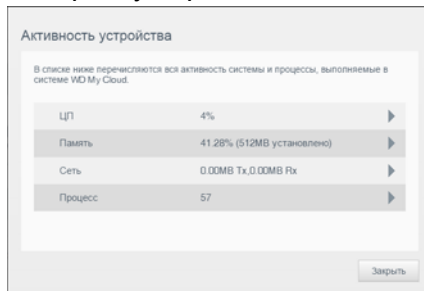 Активность устройства
В списке ниже перечисляются вся активность системы и процессы, выполняемые в
системе WD My Cloud.
ЦП 4%
Память 41.28% (512MB установлено)
Сеть 0.00MB Tx,0.00MB Rx
Процесс 57
Закрыть